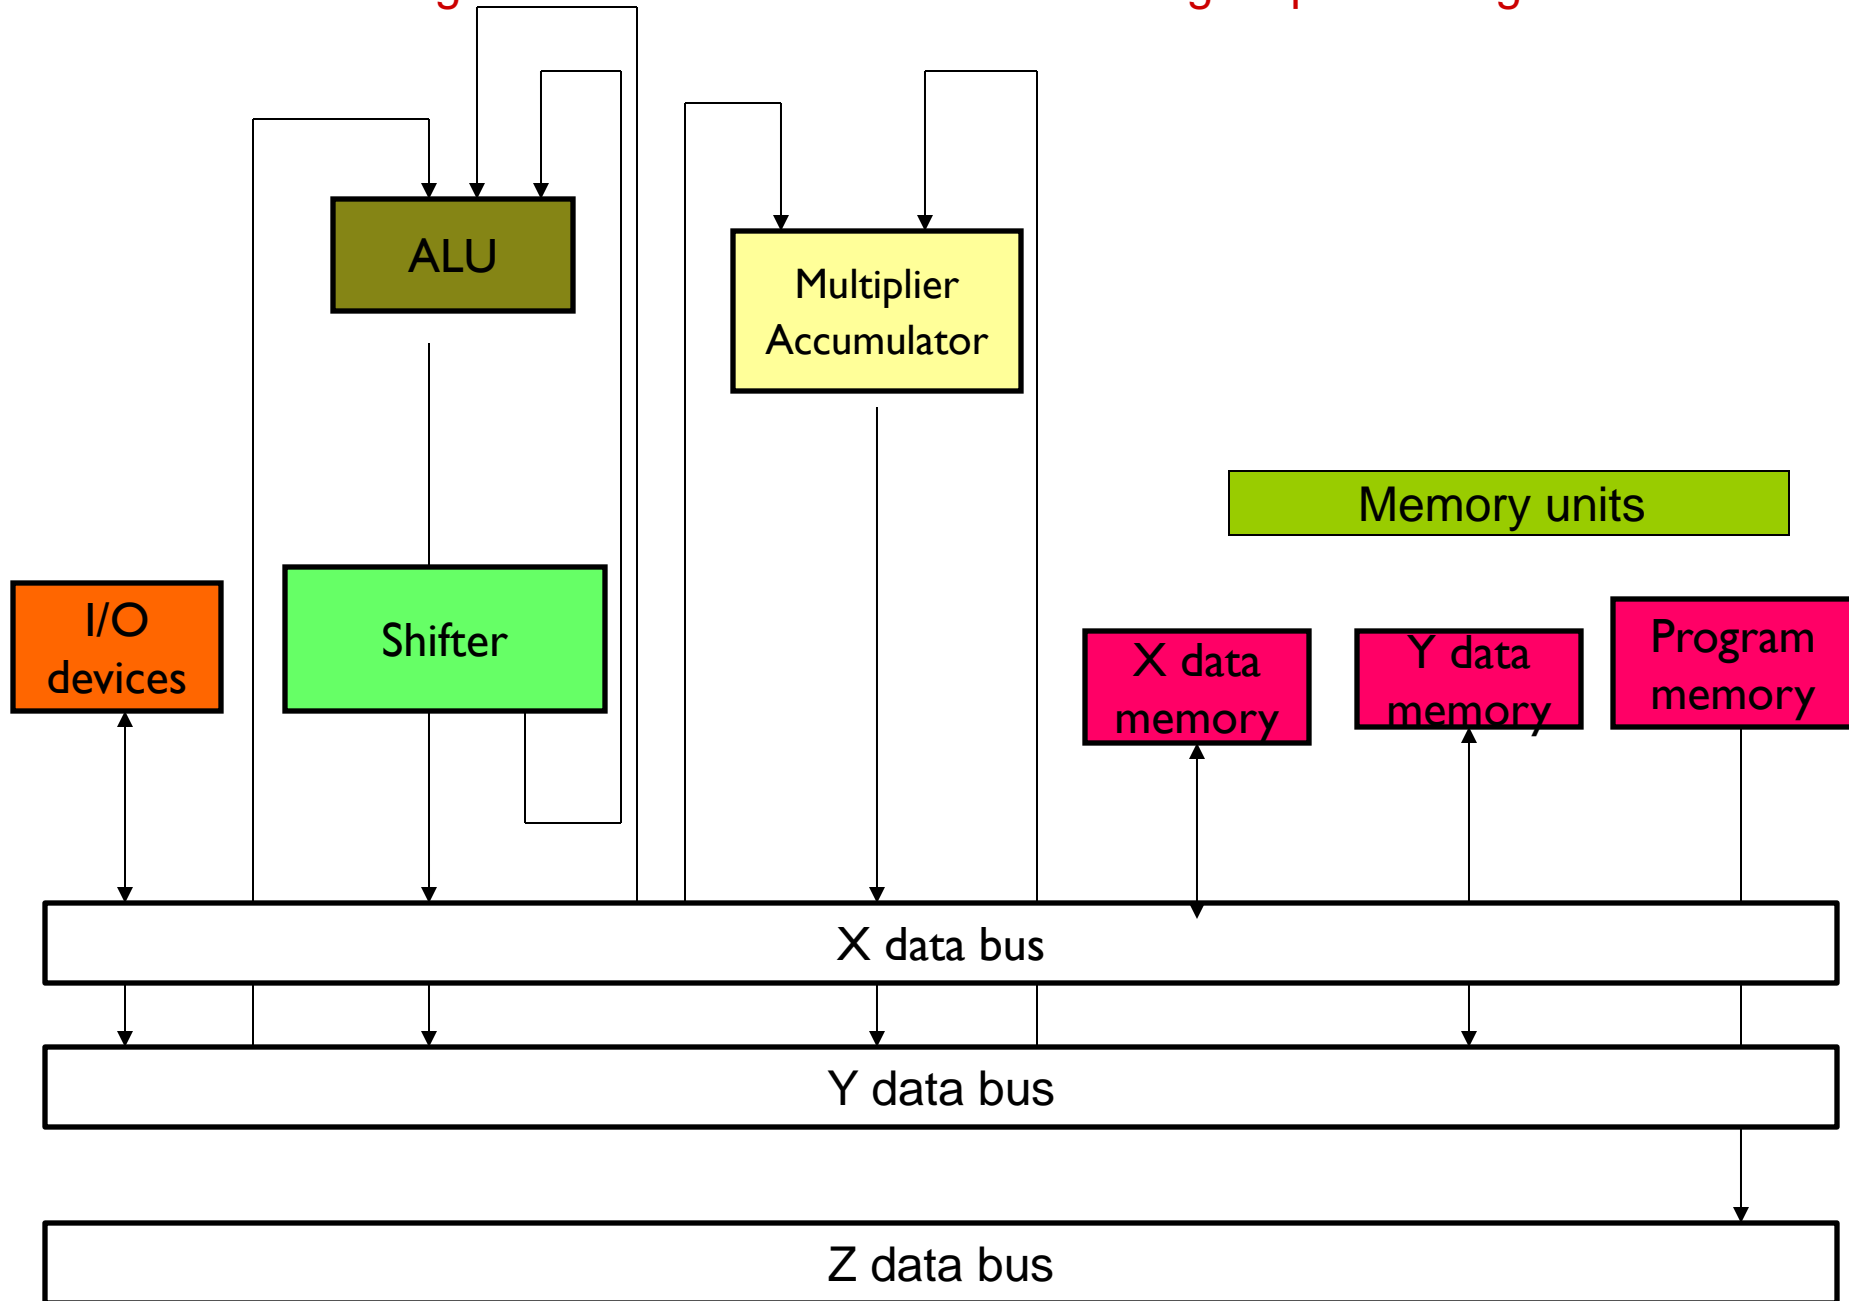 ALU
Multiplier
Accumulator
Memory units
I/O
devices
Shifter
X data
memory
Y data
memory
Program
memory
X data bus
Y data bus
Z data bus